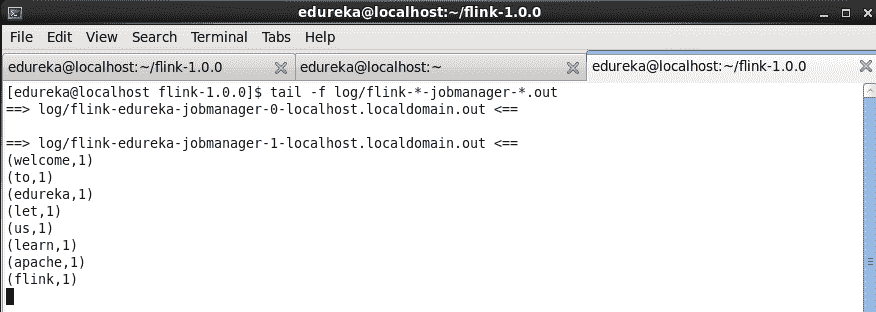 edureka@localhost:~/flink-1.0.0
File Edit View Search Terminal Tabs Help
edureka@localhost:~/flink-1.0.0 edureka@localhost:~ edureka@localhost:~/flink-1.0.0
[edureka@localhost flink-1.0.0]$ tail -f log/flink-*-jobmanager-*.out
==> log/flink-edureka-jobmanager-0-localhost.localdomain.out <==
==> log/flink-edureka-jobmanager-1-localhost.localdomain.out <==
(welcome,1)
(to,1)
(edureka,1)
(let,1)
(us,1)
(learn,1)
(apache,1)
(flink,1)